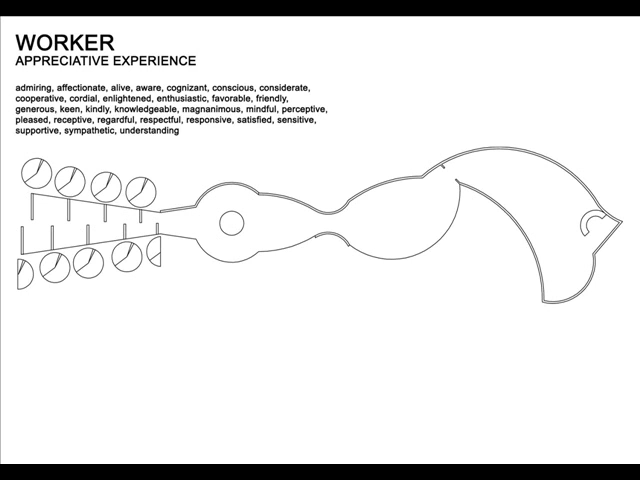 WORKER
APPRECIATIVE EXPERIENCE
admiring, affectionate, alive, aware, cognizant, conscious, considerate,
cooperative, cordial, enlightened, enthusiastic, favorable, friendly,
generous, keen, kindly, knowledgeable, magnanimous, mindful, perceptive,
pleased, receptive, regardful, respectful, responsive, satisfied, sensitive,
supportive, sympathetic, understanding